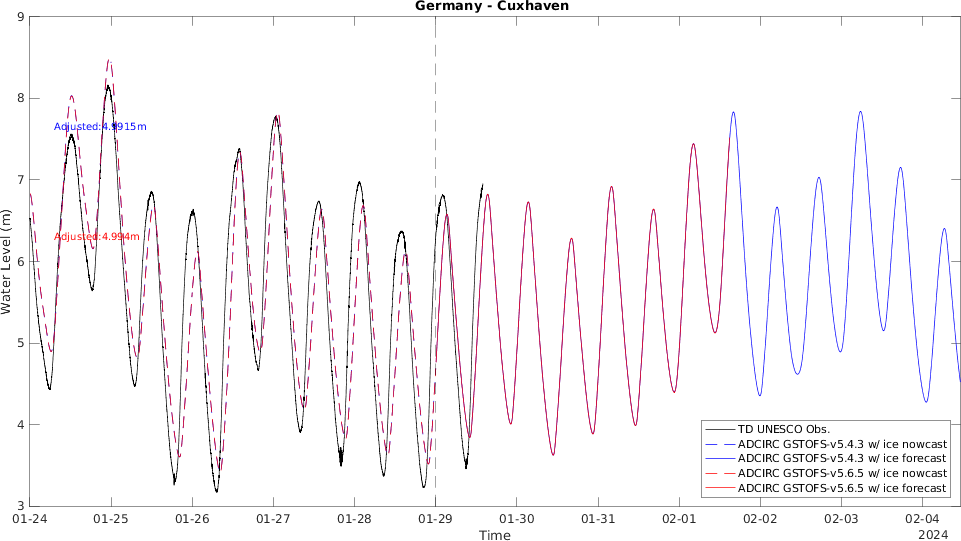 Germany - Cuxhaven
9
8
7
6
5
4
3
Water Level (m)
Adjusted:4.9915m
Adjusted:4.994m
TD UNESCO Obs.
ADCIRC GSTOFS-v5.4.3 w/ ice nowcast
ADCIRC GSTOFS-v5.4.3 w/ ice forecast
ADCIRC GSTOFS-v5.6.5 w/ ice nowcast
ADCIRC GSTOFS-v5.6.5 w/ ice forecast
01-24 01-25 01-26 01-27 01-28 01-29 01-30 01-31 02-01 02-02 02-03 02-04
Time
2024